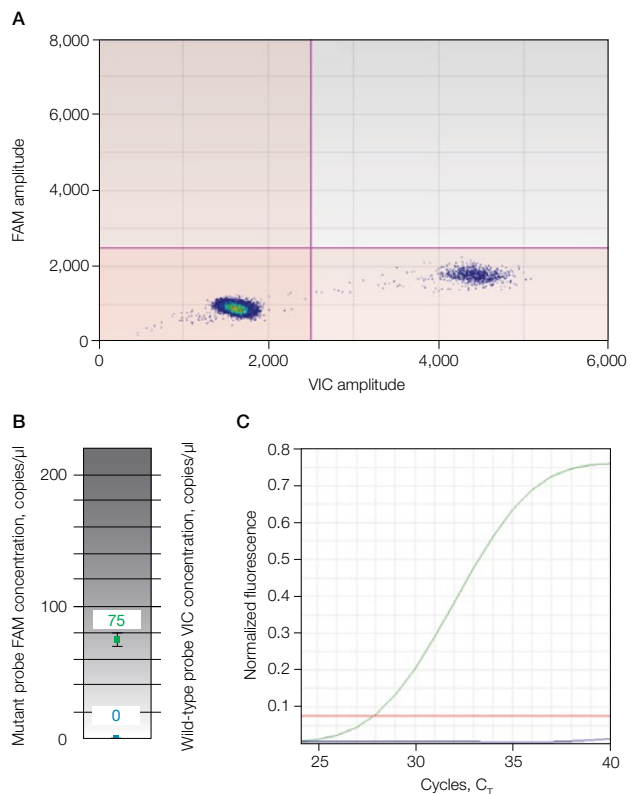 A
8,000
6,000
4,000
2,000
0
FAM amplitude
0 2,000 4,000 6,000
VIC amplitude
B
Mutant probe FAM concentration, copies/µl
200
100
0
75
0
Wild-type probe VIC concentration, copies/µl
C
Normalized fluorescence
0.8
0.7
0.6
0.5
0.4
0.3
0.2
0.1
25 30 35 40
Cycles, C_T